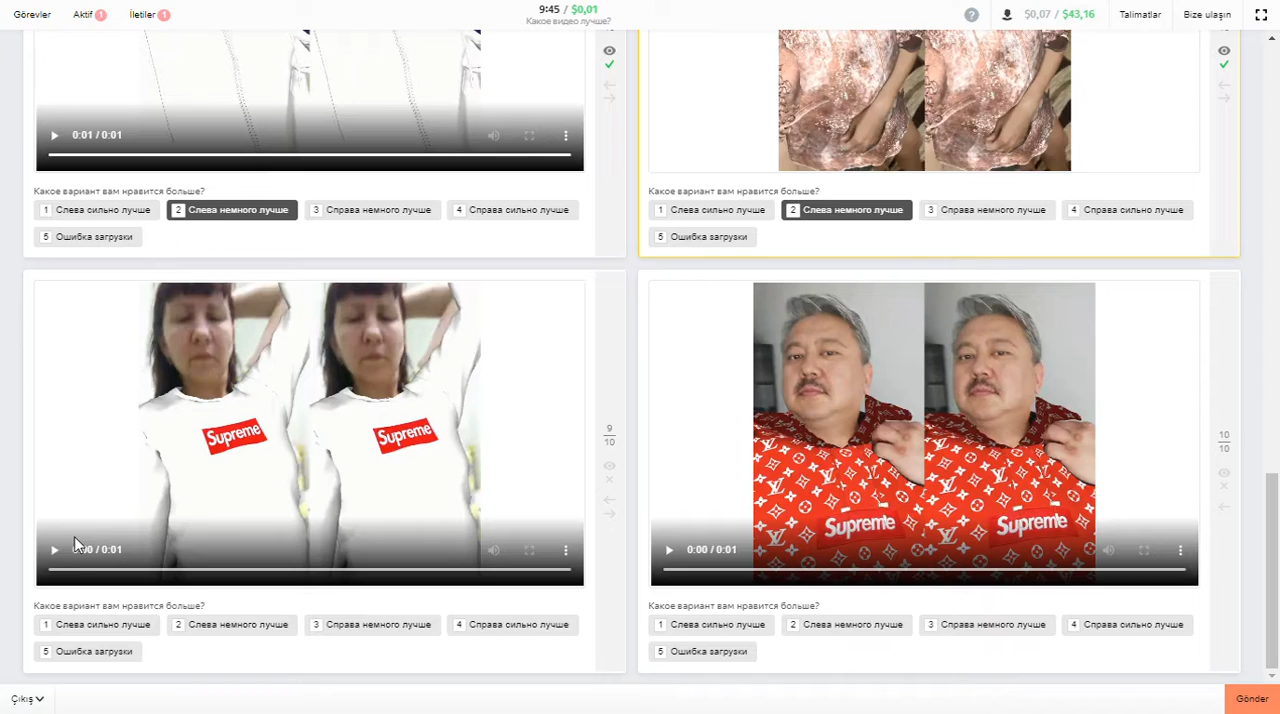 Görevler
Aktif 1
İletiler 1
9:45 / $0,01
Какое видео лучше?
?
$0,07 / $43,16
Talimatlar
Bize ulaşın
0:01 / 0:01
Какое вариант вам нравится больше?
1 Слева сильно лучше
2 Слева немного лучше
3 Справа немного лучше
4 Справа сильно лучше
5 Ошибка загрузки
Какое вариант вам нравится больше?
1 Слева сильно лучше
2 Слева немного лучше
3 Справа немного лучше
4 Справа сильно лучше
5 Ошибка загрузки
Supreme
Supreme
0:00 / 0:01
9
10
Какое вариант вам нравится больше?
1 Слева сильно лучше
2 Слева немного лучше
3 Справа немного лучше
4 Справа сильно лучше
5 Ошибка загрузки
Supreme
Supreme
0:00 / 0:01
10
10
Какое вариант вам нравится больше?
1 Слева сильно лучше
2 Слева немного лучше
3 Справа немного лучше
4 Справа сильно лучше
5 Ошибка загрузки
Çıkış
Gönder